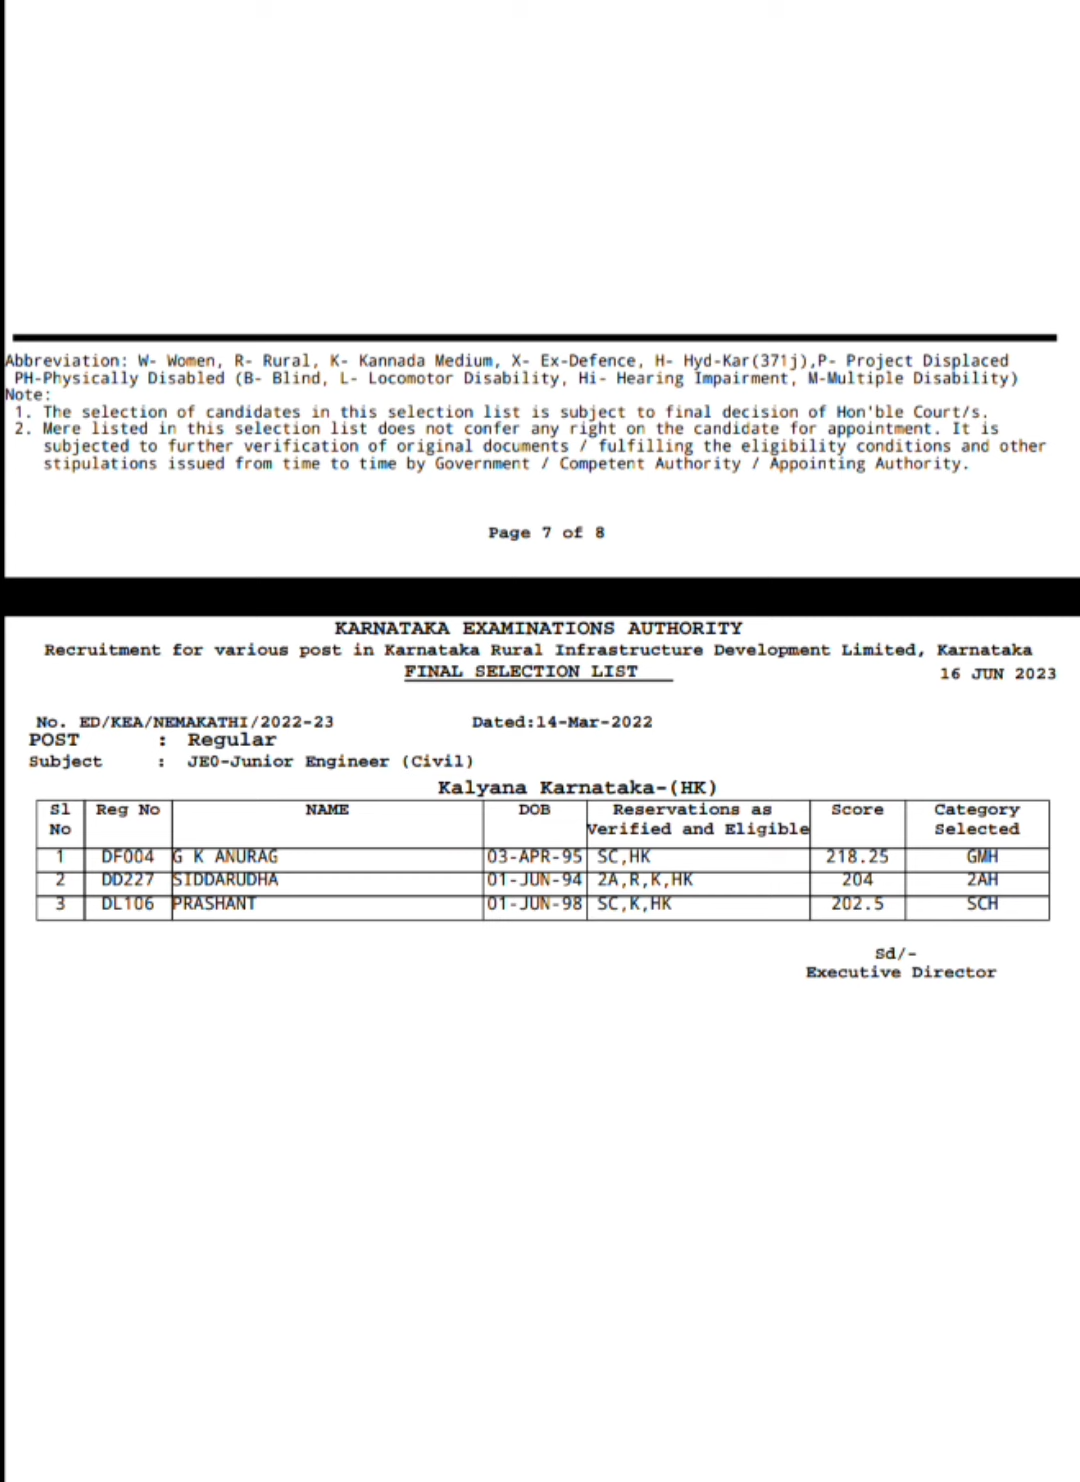 Abbreviation: W- Women, R- Rural, K- Kannada Medium, X- Ex-Defence, H- Hyd-Kar(371j),P- Project Displaced
PH-Physically Disabled (B- Blind, L- Locomotor Disability, Hi- Hearing Impairment, M-Multiple Disability)
Note:
1. The selection of candidates in this selection list is subject to final decision of Hon'ble Court/s.
2. Mere listed in this selection list does not confer any right on the candidate for appointment. It is
subjected to further verification of original documents / fulfilling the eligibility conditions and other
stipulations issued from time to time by Government / Competent Authority / Appointing Authority.
Page 7 of 8
KARNATAKA EXAMINATIONS AUTHORITY
Recruitment for various post in Karnataka Rural Infrastructure Development Limited, Karnataka
FINAL SELECTION LIST 16 JUN 2023
No. ED/KEA/NEMAKATHI/2022-23 Dated:14-Mar-2022
POST : Regular
Subject : JE0-Junior Engineer (Civil)
Kalyana Karnataka-(HK)
Sl No Reg No NAME DOB Reservations as Verified and Eligible Score Category Selected
1 DF004 G K ANURAG 03-APR-95 SC,HK 218.25 GMH
2 DD227 SIDDARUDHA 01-JUN-94 2A,R,K,HK 204 2AH
3 DL106 PRASHANT 01-JUN-98 SC,K,HK 202.5 SCH
Sd/-
Executive Director